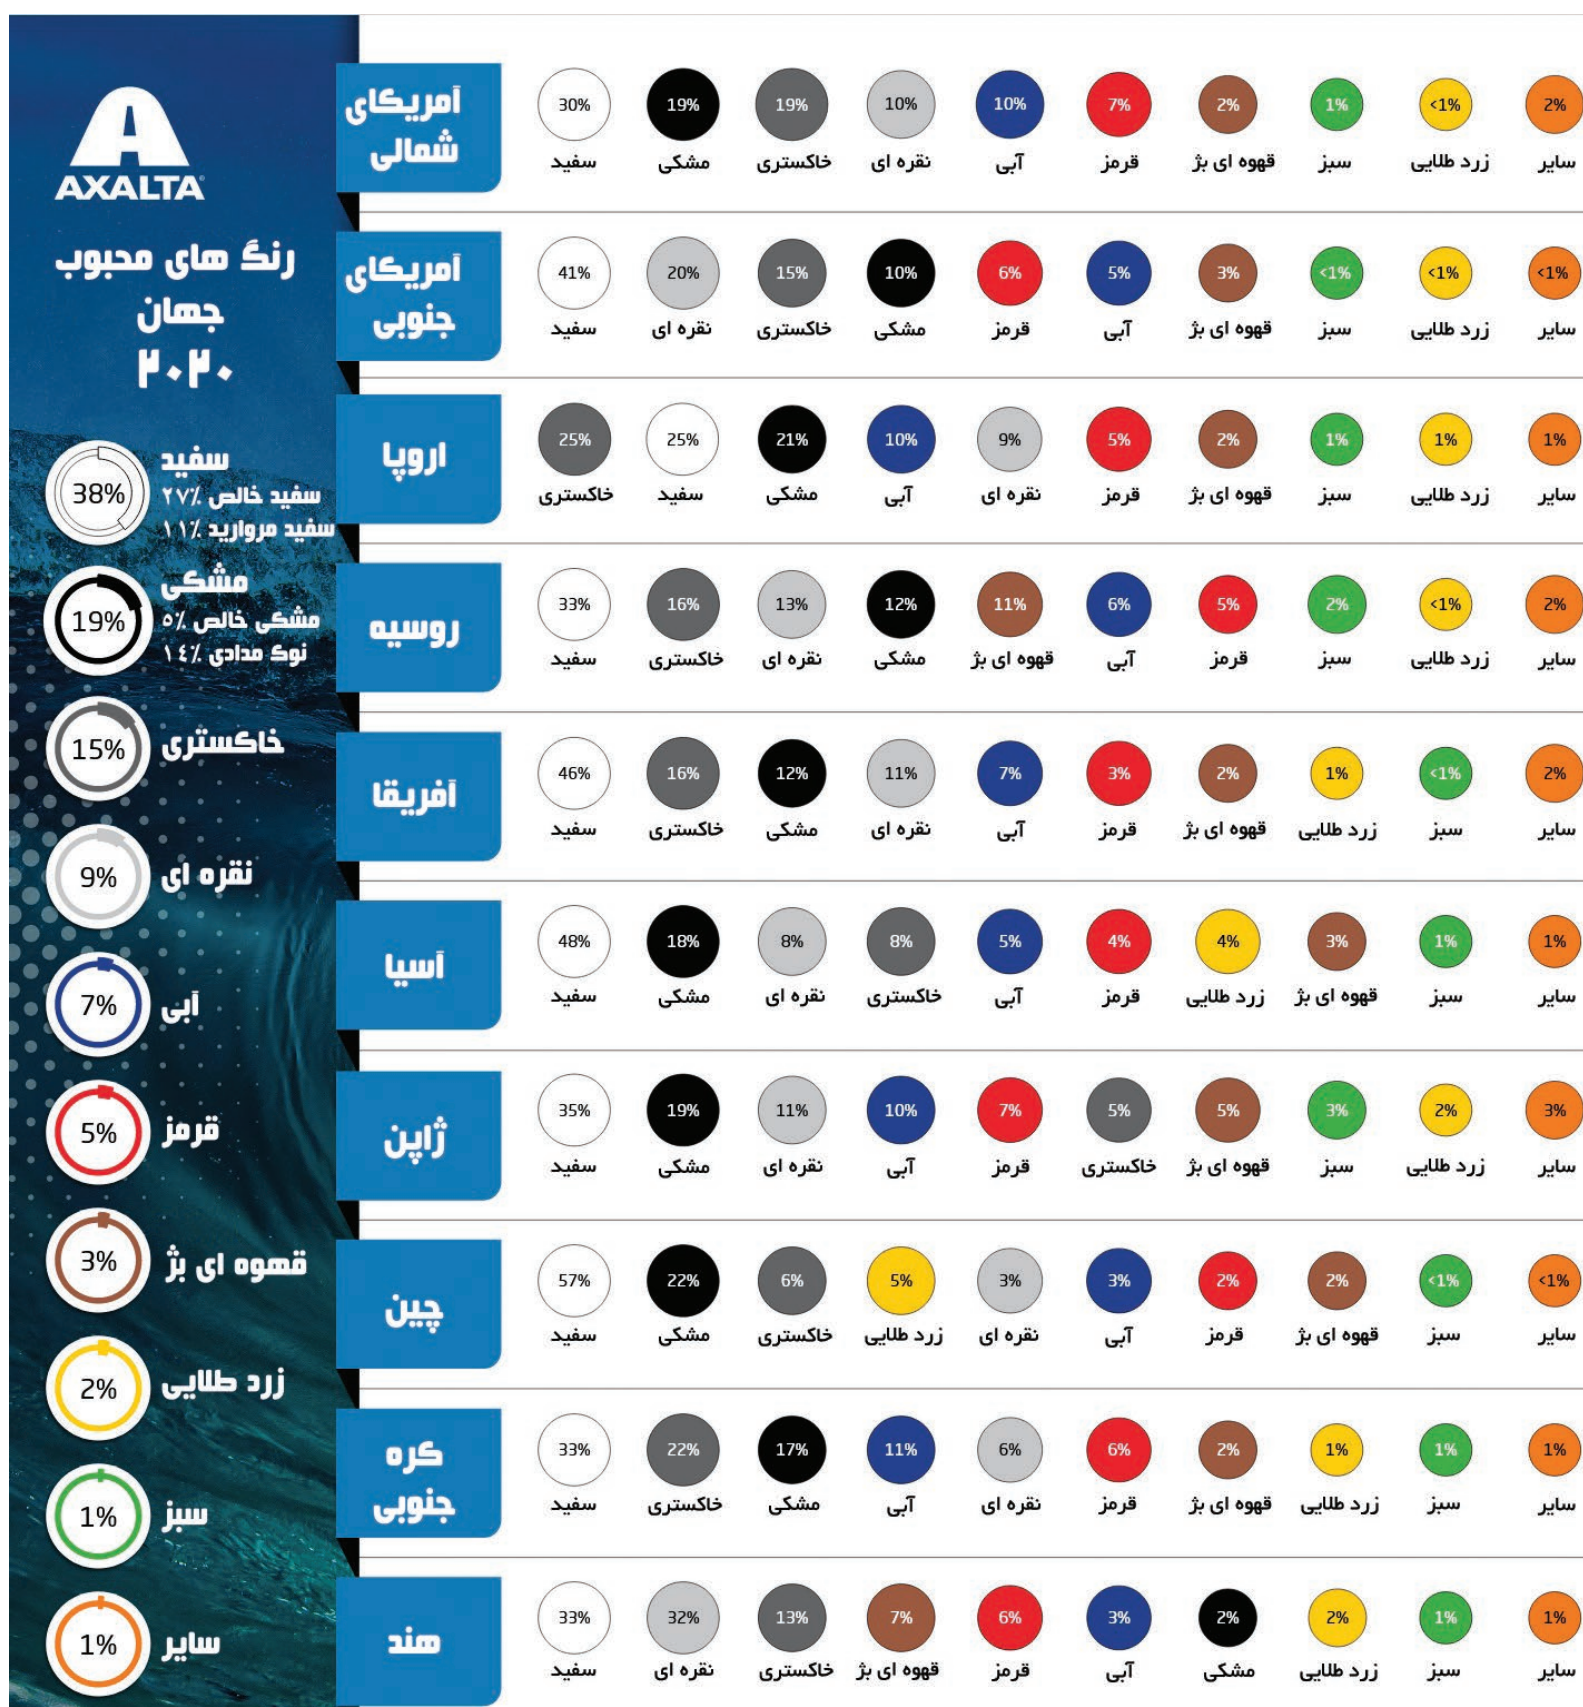 AXALTA
رنگ های محبوب
جهان
۲۰۲۰
38%
سفید
سفید خالص ٪۲۷
سفید مروارید ٪۱۱
19%
مشکی
مشکی خالص ٪٥
نوک مدادی ٪١٤
15%
خاکستری
9%
نقره ای
7%
آبی
5%
قرمز
3%
قهوه ای بژ
2%
زرد طلایی
1%
سبز
1%
سایر
آمریکای
شمالی
30% 19% 19% 10% 10% 7% 2% 1% <1% 2%
سفید مشکی خاکستری نقره ای آبی قرمز قهوه ای بژ سبز زرد طلایی سایر
آمریکای
جنوبی
41% 20% 15% 10% 6% 5% 3% <1% <1% <1%
سفید نقره ای خاکستری مشکی قرمز آبی قهوه ای بژ سبز زرد طلایی سایر
اروپا
25% 25% 21% 10% 9% 5% 2% 1% 1% 1%
خاکستری سفید مشکی آبی نقره ای قرمز قهوه ای بژ سبز زرد طلایی سایر
روسیه
33% 16% 13% 12% 11% 6% 5% 2% <1% 2%
سفید خاکستری نقره ای مشکی قهوه ای بژ آبی قرمز سبز زرد طلایی سایر
آفریقا
46% 16% 12% 11% 7% 3% 2% 1% <1% 2%
سفید خاکستری مشکی نقره ای آبی قرمز قهوه ای بژ زرد طلایی سبز سایر
آسیا
48% 18% 8% 8% 5% 4% 4% 3% 1% 1%
سفید مشکی نقره ای خاکستری آبی قرمز زرد طلایی قهوه ای بژ سبز سایر
ژاپن
35% 19% 11% 10% 7% 5% 5% 3% 2% 3%
سفید مشکی نقره ای آبی قرمز خاکستری قهوه ای بژ سبز زرد طلایی سایر
چین
57% 22% 6% 5% 3% 3% 2% 2% <1% <1%
سفید مشکی خاکستری زرد طلایی نقره ای آبی قرمز قهوه ای بژ سبز سایر
کره
جنوبی
33% 22% 17% 11% 6% 6% 2% 1% 1% 1%
سفید خاکستری مشکی آبی نقره ای قرمز قهوه ای بژ زرد طلایی سبز سایر
هند
33% 32% 13% 7% 6% 3% 2% 2% 1% 1%
سفید نقره ای خاکستری قهوه ای بژ قرمز آبی مشکی زرد طلایی سبز سایر